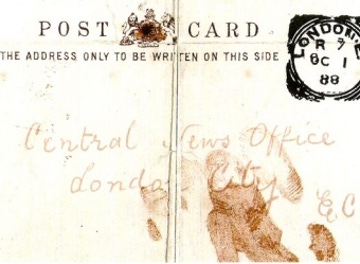 POST CARD
THE ADDRESS ONLY TO BE WRITTEN ON THIS SIDE
LONDON.E
R 7
OC 1
88
Central News Office
London City
EC